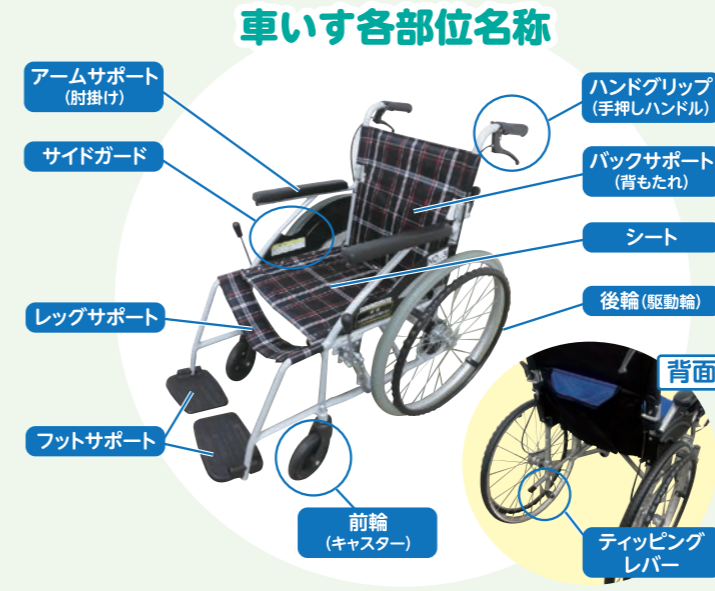 車いす各部位名称
アームサポート
(肘掛け)
サイドガード
レッグサポート
フットサポート
前輪
(キャスター)
ハンドグリップ
(手押しハンドル)
バックサポート
(背もたれ)
シート
後輪(駆動輪)
背面
ティッピング
レバー